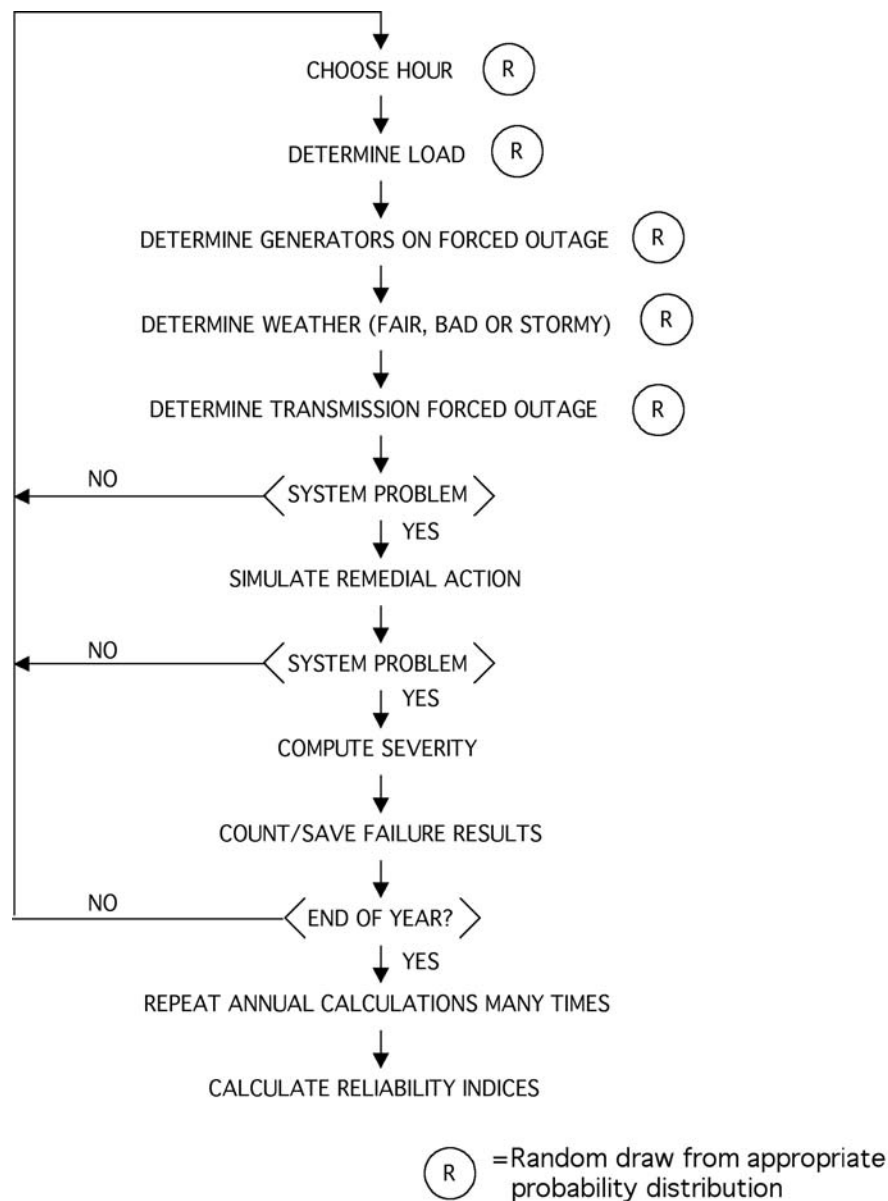 CHOOSE HOUR R
DETERMINE LOAD R
DETERMINE GENERATORS ON FORCED OUTAGE R
DETERMINE WEATHER (FAIR, BAD OR STORMY) R
DETERMINE TRANSMISSION FORCED OUTAGE R
NO
SYSTEM PROBLEM
YES
SIMULATE REMEDIAL ACTION
NO
SYSTEM PROBLEM
YES
COMPUTE SEVERITY
COUNT/SAVE FAILURE RESULTS
NO
END OF YEAR?
YES
REPEAT ANNUAL CALCULATIONS MANY TIMES
CALCULATE RELIABILITY INDICES
R =Random draw from appropriate
probability distribution